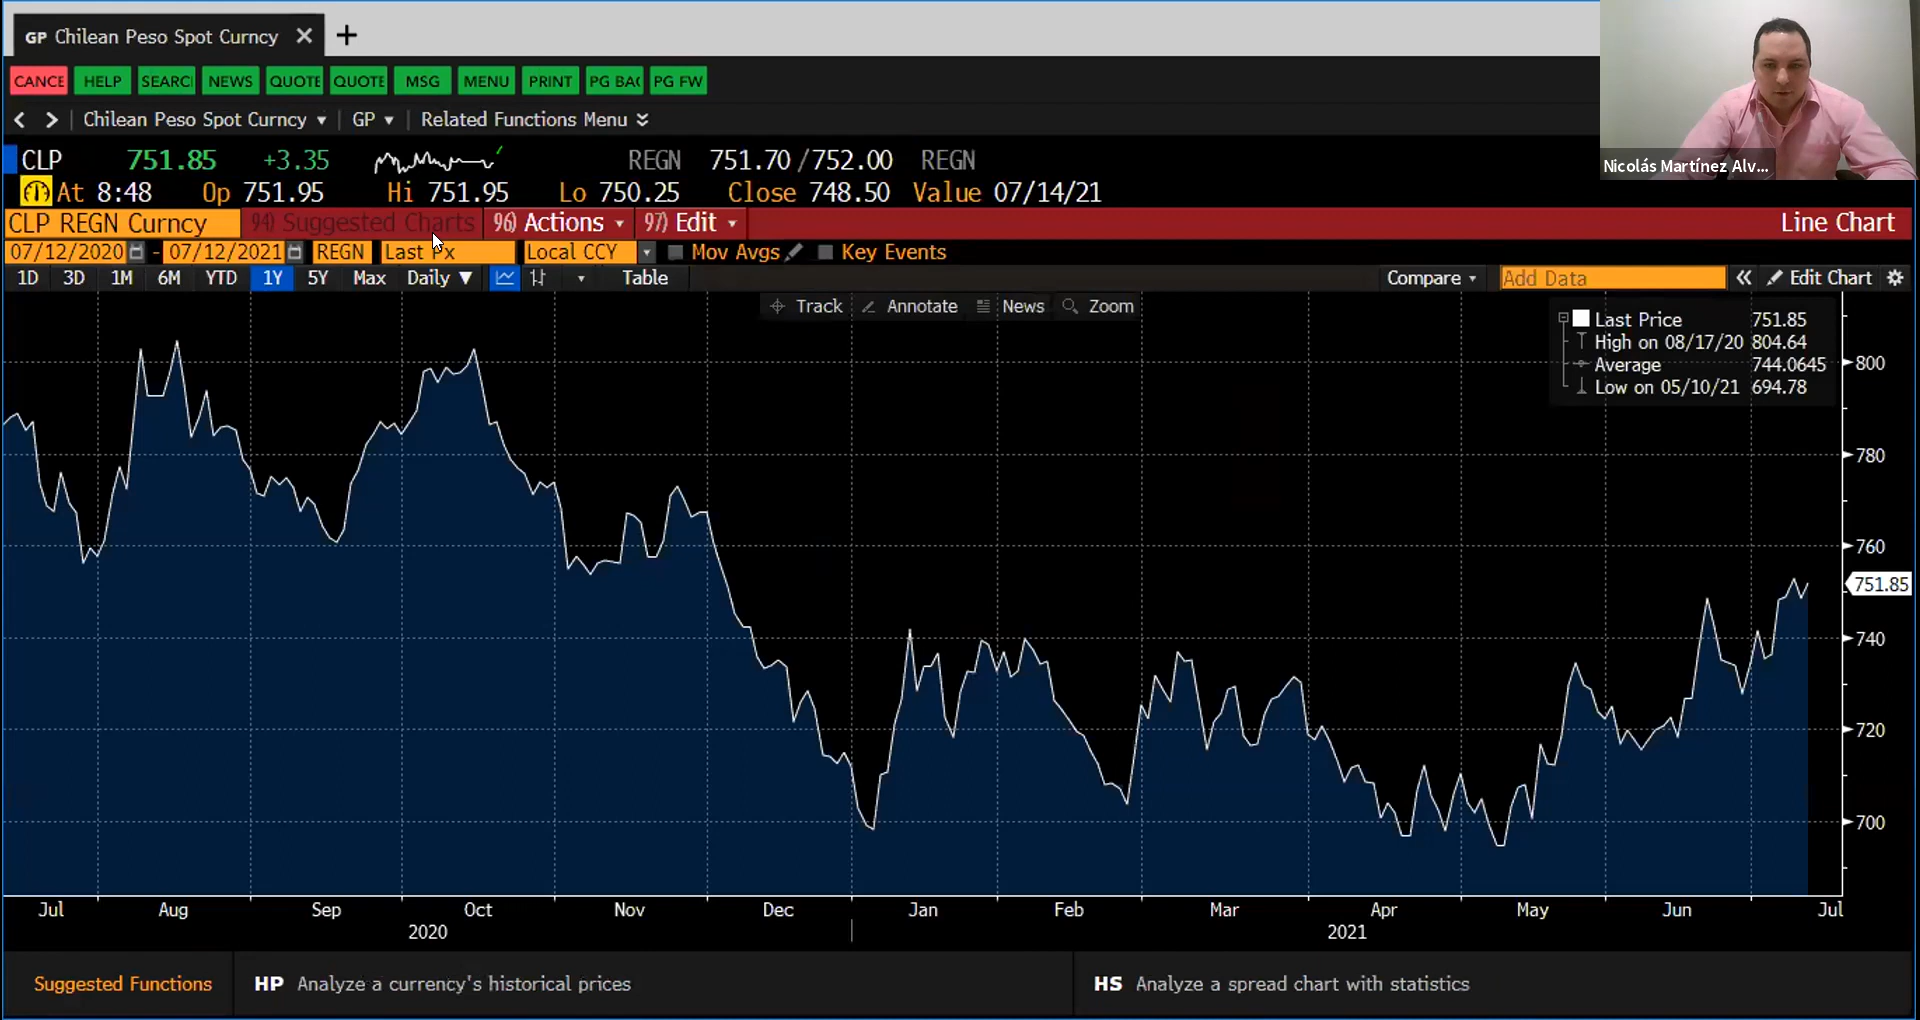 GP Chilean Peso Spot Curncy
CANCE HELP SEARC NEWS QUOTE QUOTE MSG MENU PRINT PG BAC PG FW
Chilean Peso Spot Curncy GP Related Functions Menu
Nicolás Martínez Alv...
CLP 751.85 +3.35 REGN 751.70 /752.00 REGN
At 8:48 Op 751.95 Hi 751.95 Lo 750.25 Close 748.50 Value 07/14/21
CLP REGN Curncy 94) Suggested Charts 96) Actions 97) Edit Line Chart
07/12/2020 - 07/12/2021 REGN Last Px Local CCY Mov Avgs Key Events
1D 3D 1M 6M YTD 1Y 5Y Max Daily Table Compare Add Data Edit Chart
Track Annotate News Zoom
Last Price 751.85
High on 08/17/20 804.64
Average 744.0645
Low on 05/10/21 694.78
800
780
760
751.85
740
720
700
Jul Aug Sep Oct Nov Dec Jan Feb Mar Apr May Jun Jul
2020 2021
Suggested Functions HP Analyze a currency's historical prices HS Analyze a spread chart with statistics